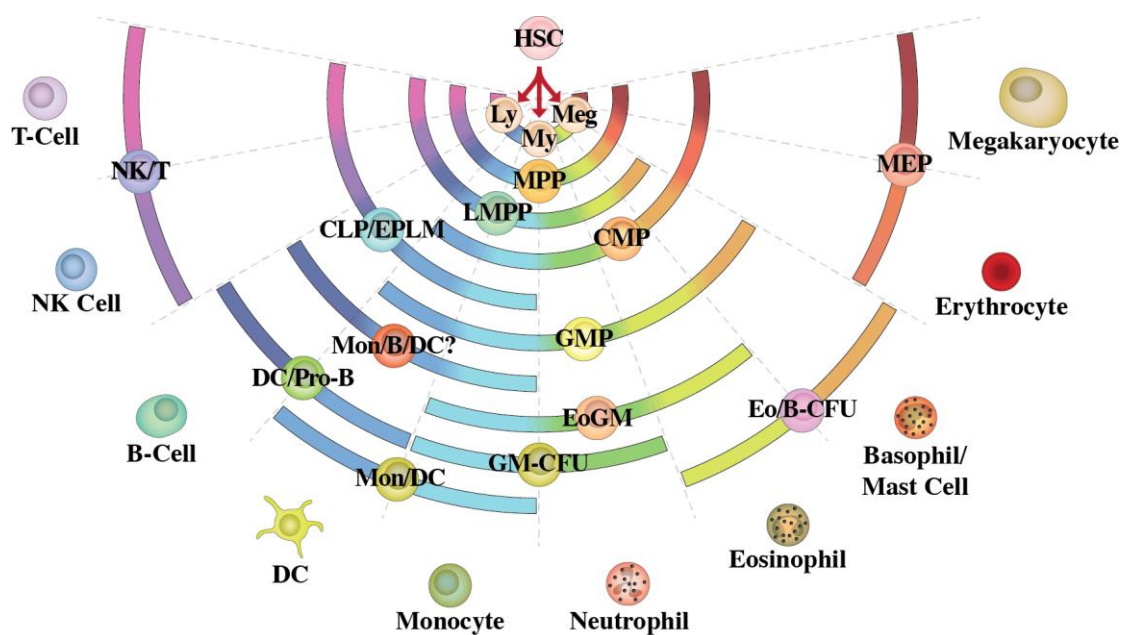 HSC
Ly
Meg
My
T-Cell
Megakaryocyte
NK/T
MPP
MEP
LMPP
CLP/EPLM
CMP
NK Cell
Erythrocyte
GMP
Mon/B/DC?
DC/Pro-B
EoGM
Eo/B-CFU
B-Cell
GM-CFU
Basophil/
Mast Cell
Mon/DC
Eosinophil
DC
Monocyte
Neutrophil